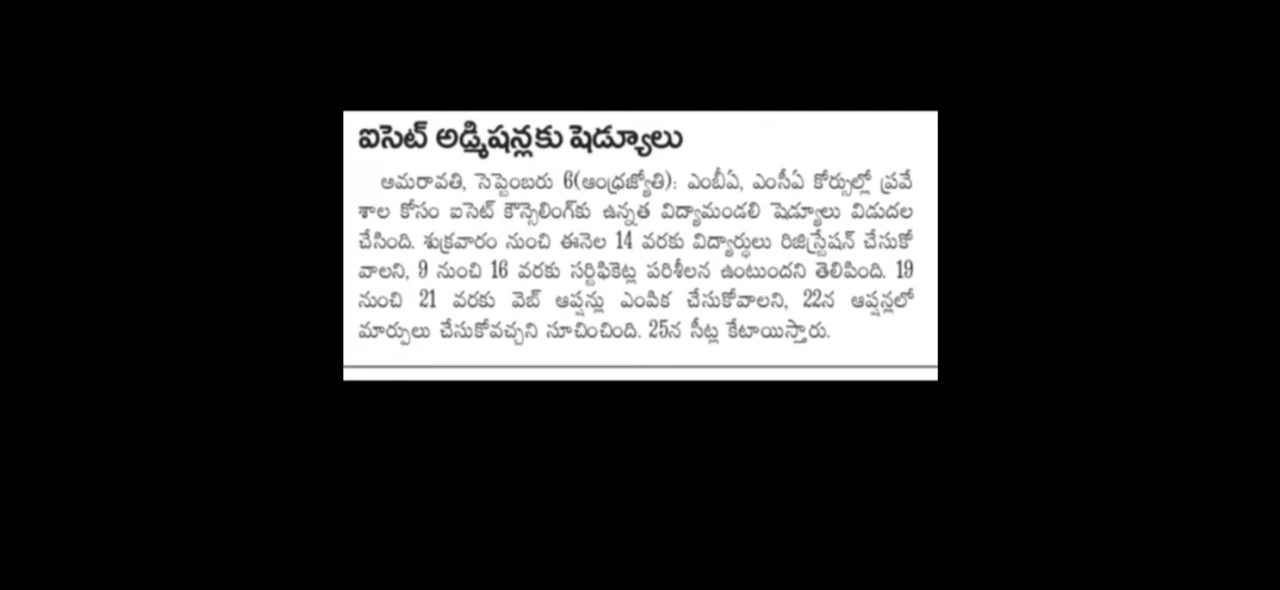 ఐసెట్ అడ్మిషన్లకు షెడ్యూలు
అమరావతి, సెప్టెంబరు 6(ఆంధ్రజ్యోతి): ఎంబీఏ, ఎంసీఏ కోర్సుల్లో ప్రవే
శాల కోసం ఐసెట్ కౌన్సెలింగ్‌కు ఉన్నత విద్యామండలి షెడ్యూలు విడుదల
చేసింది. శుక్రవారం నుంచి ఈనెల 14 వరకు విద్యార్థులు రిజిస్ట్రేషన్ చేసుకో
వాలని, 9 నుంచి 16 వరకు సర్టిఫికెట్ల పరిశీలన ఉంటుందని తెలిపింది. 19
నుంచి 21 వరకు వెబ్ ఆప్షన్లు ఎంపిక చేసుకోవాలని, 22న ఆప్షన్లలో
మార్పులు చేసుకోవచ్చని సూచించింది. 25న సీట్ల కేటాయిస్తారు.